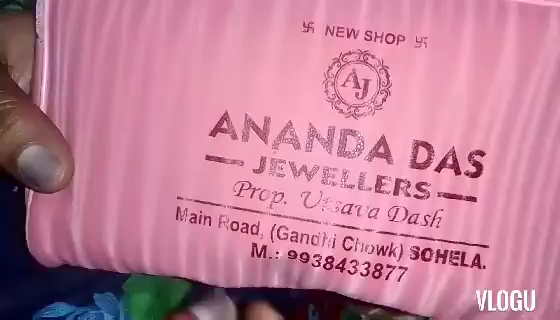 卐 NEW SHOP 卐
AJ
ANANDA DAS
JEWELLERS
Prop. Utsava Dash
Main Road, (Gandhi Chowk) SOHELA.
M.: 9938433877
VLOGU